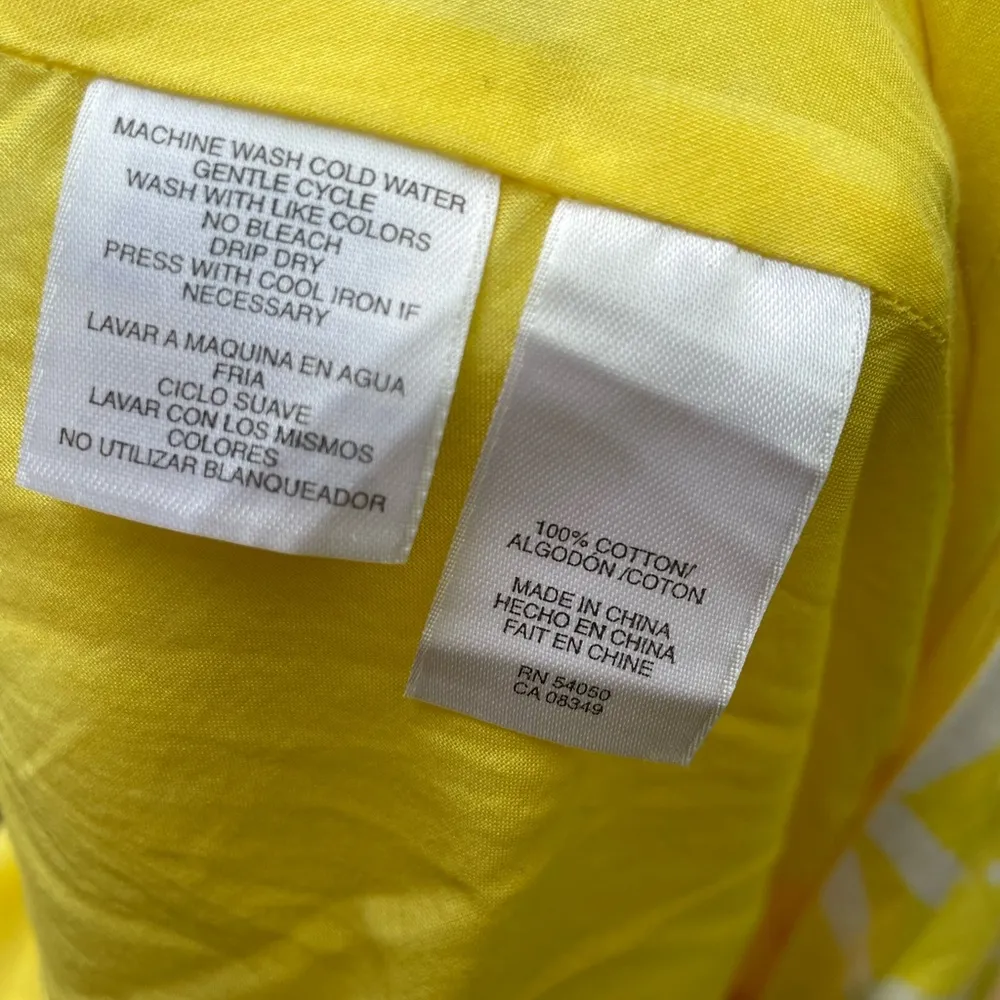 MACHINE WASH COLD WATER
GENTLE CYCLE
WASH WITH LIKE COLORS
NO BLEACH
DRIP DRY
PRESS WITH COOL IRON IF
NECESSARY
LAVAR A MAQUINA EN AGUA
FRIA
CICLO SUAVE
LAVAR CON LOS MISMOS
COLORES
NO UTILIZAR BLANQUEADOR
100% COTTON/
ALGODÓN /COTON
MADE IN CHINA
HECHO EN CHINA
FAIT EN CHINE
RN 54050
CA 08349